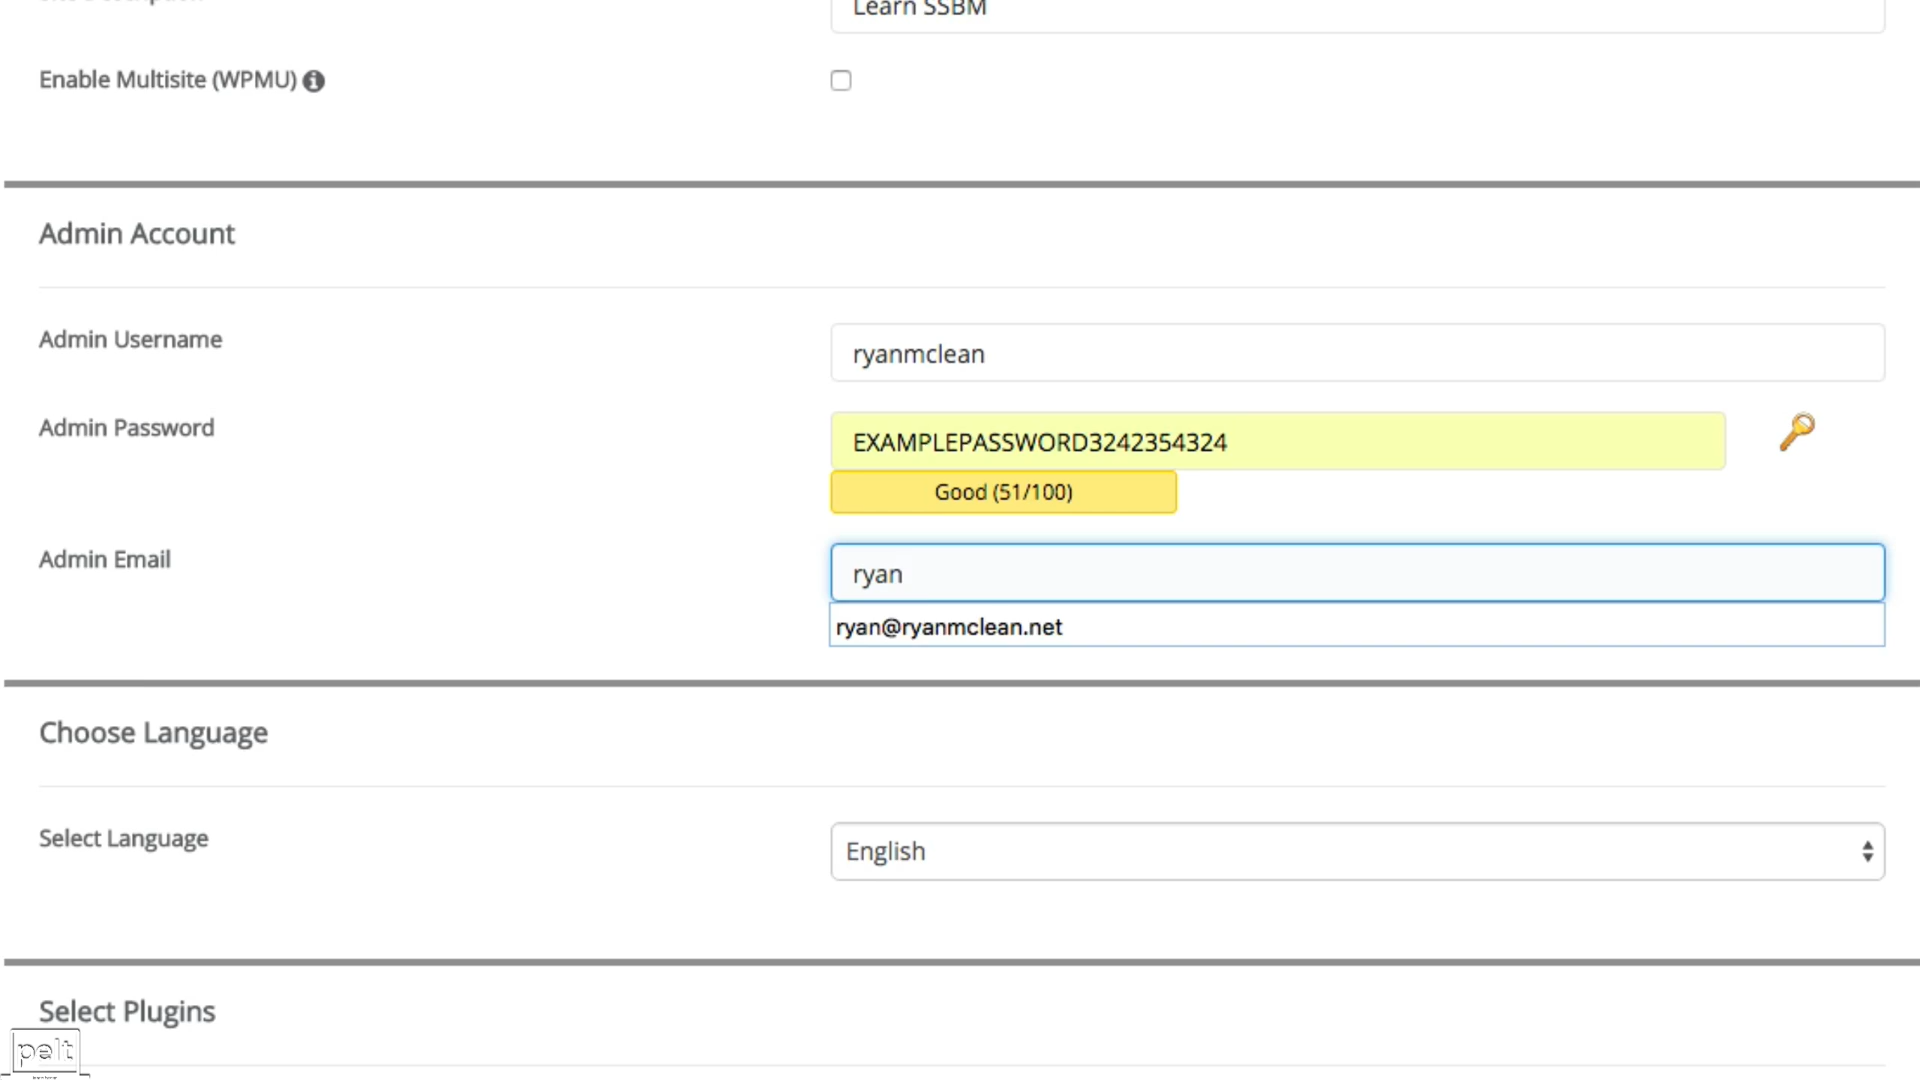 Learn SSBM
Enable Multisite (WPMU)
Admin Account
Admin Username
ryanmclean
Admin Password
EXAMPLEPASSWORD3242354324
Good (51/100)
Admin Email
ryan
ryan@ryanmclean.net
Choose Language
Select Language
English
Select Plugins
pelt